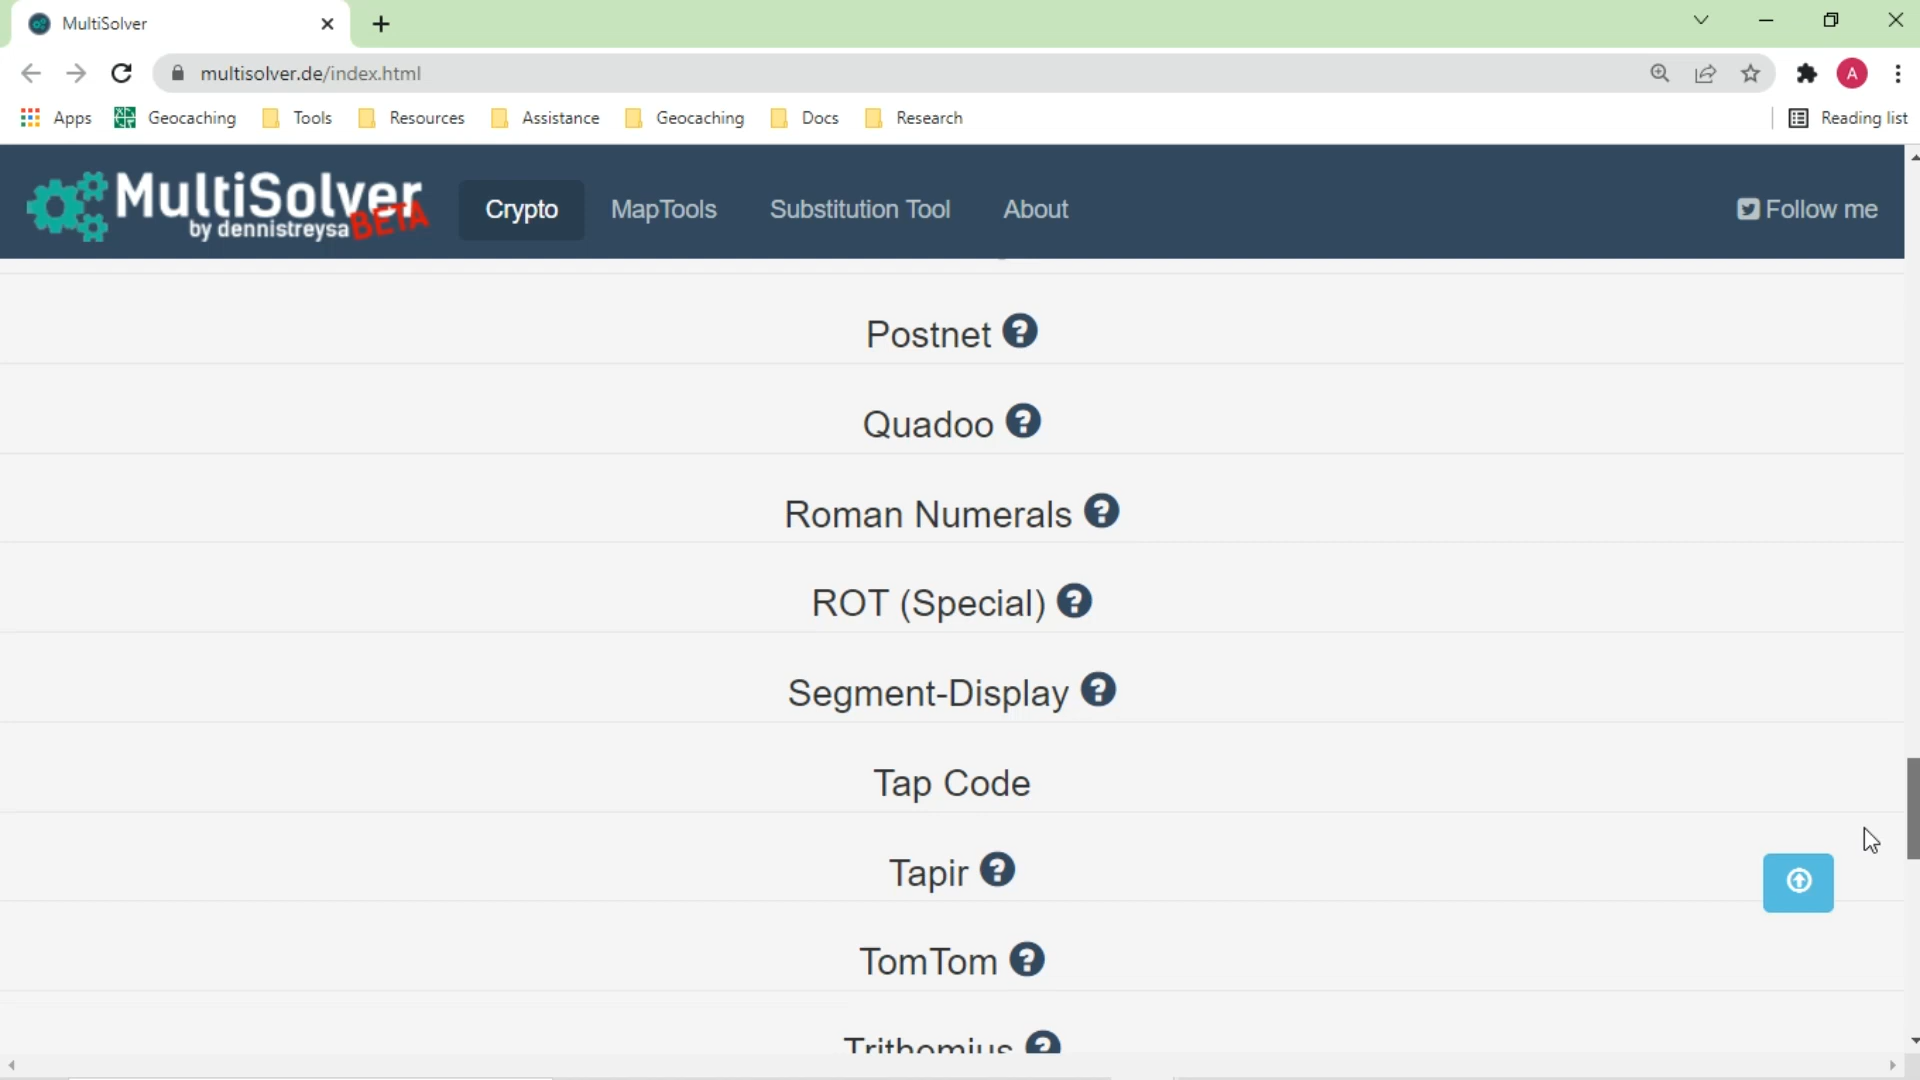 MultiSolver
multisolver.de/index.html
A
Apps Geocaching Tools Resources Assistance Geocaching Docs Research Reading list
MultiSolver
BETA
by dennistreysa
Crypto MapTools Substitution Tool About Follow me
Postnet ?
Quadoo ?
Roman Numerals ?
ROT (Special) ?
Segment-Display ?
Tap Code
Tapir ?
TomTom ?
Trithemius ?